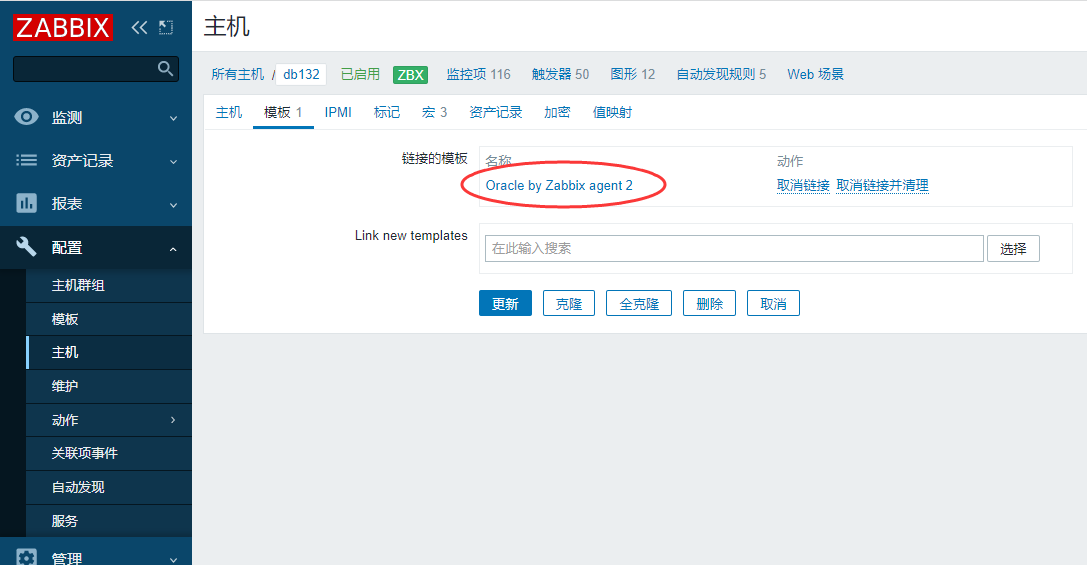 ZABBIX
监测
资产记录
报表
配置
主机群组
模板
主机
维护
动作
关联项事件
自动发现
服务
管理
主机
所有主机 / db132 已启用 ZBX 监控项 116 触发器 50 图形 12 自动发现规则 5 Web 场景
主机 模板 1 IPMI 标记 宏 3 资产记录 加密 值映射
链接的模板 名称 动作
Oracle by Zabbix agent 2 取消链接 取消链接并清理
Link new templates
在此输入搜索 选择
更新 克隆 全克隆 删除 取消